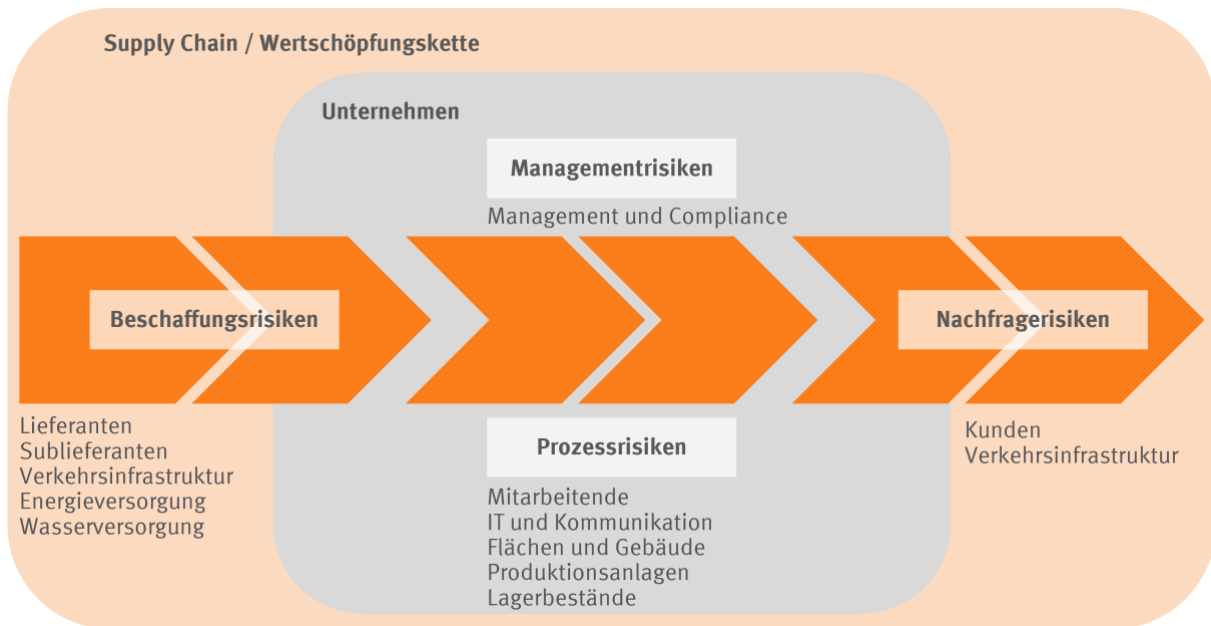 Supply Chain / Wertschöpfungskette
Unternehmen
Managementrisiken
Management und Compliance
Beschaffungsrisiken
Nachfragerisiken
Lieferanten
Sublieferanten
Verkehrsinfrastruktur
Energieversorgung
Wasserversorgung
Prozessrisiken
Mitarbeitende
IT und Kommunikation
Flächen und Gebäude
Produktionsanlagen
Lagerbestände
Kunden
Verkehrsinfrastruktur